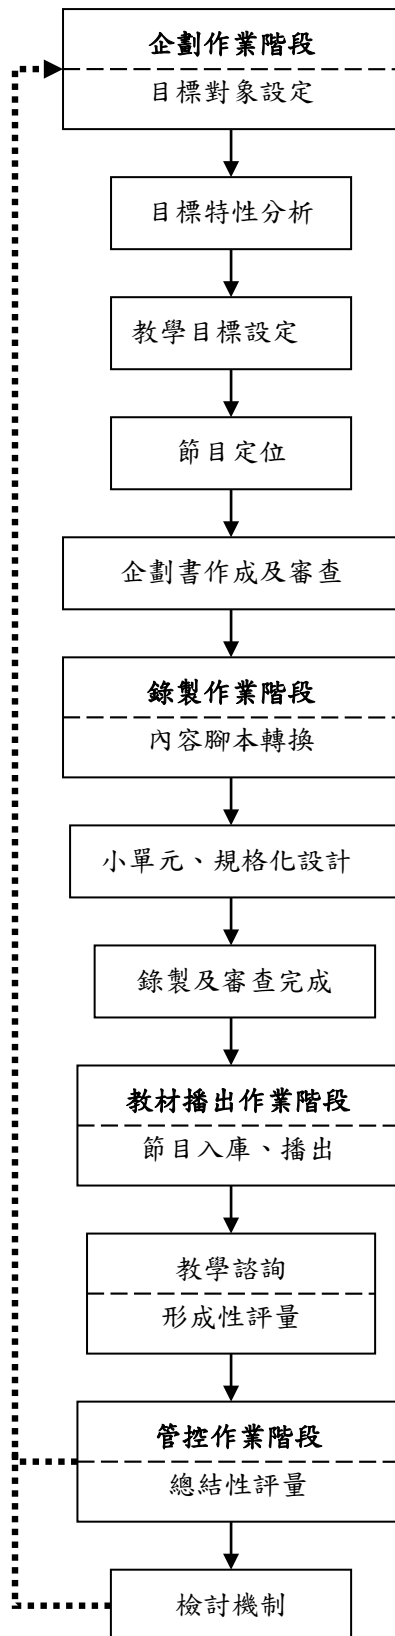 企劃作業階段
目標對象設定
目標特性分析
教學目標設定
節目定位
企劃書作成及審查
錄製作業階段
內容腳本轉換
小單元、規格化設計
錄製及審查完成
教材播出作業階段
節目入庫、播出
教學諮詢
形成性評量
管控作業階段
總結性評量
檢討機制